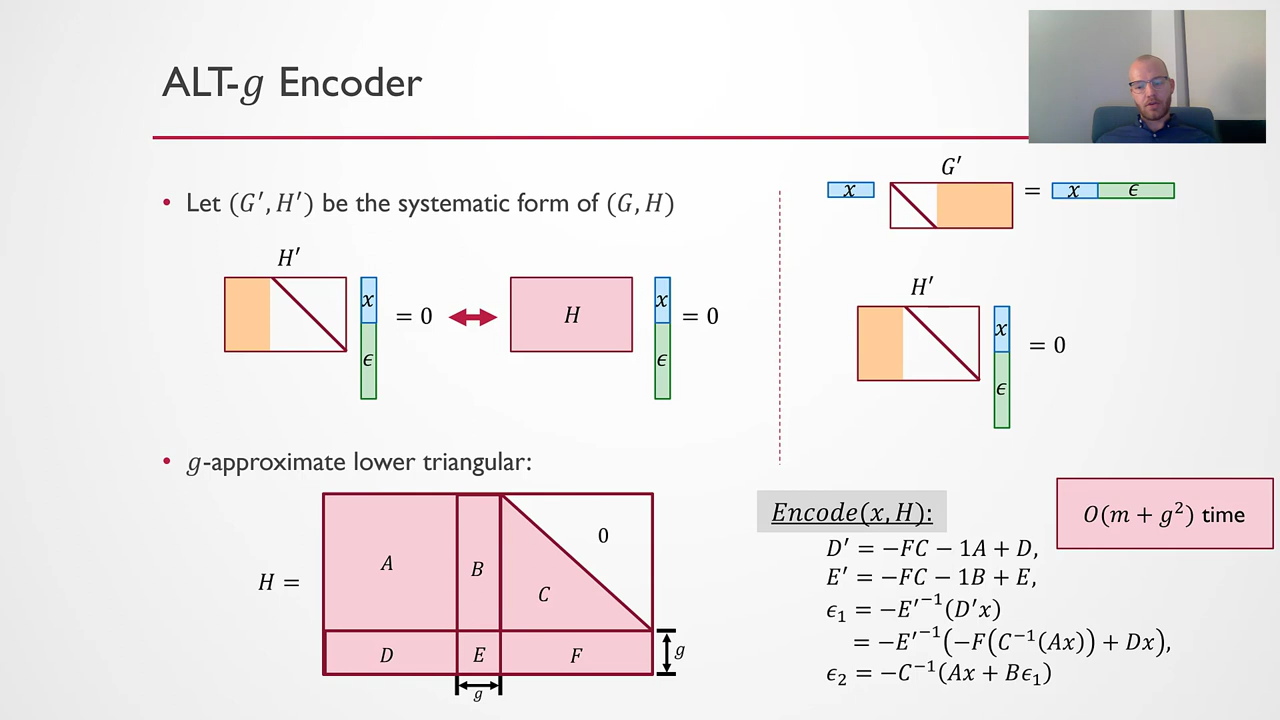 ALT-g Encoder
• Let (G′, H′) be the systematic form of (G, H)
H′
x
ϵ
= 0
H
x
ϵ
= 0
G′
x
=
x ϵ
H′
x
ϵ
= 0
• g-approximate lower triangular:
H =
A
B
C
0
D
E
F
g
g
Encode(x, H):
D′ = −FC − 1A + D,
E′ = −FC − 1B + E,
ϵ₁ = −E′⁻¹(D′x)
= −E′⁻¹(−F(C⁻¹(Ax)) + Dx),
ϵ₂ = −C⁻¹(Ax + Bϵ₁)
O(m + g²) time